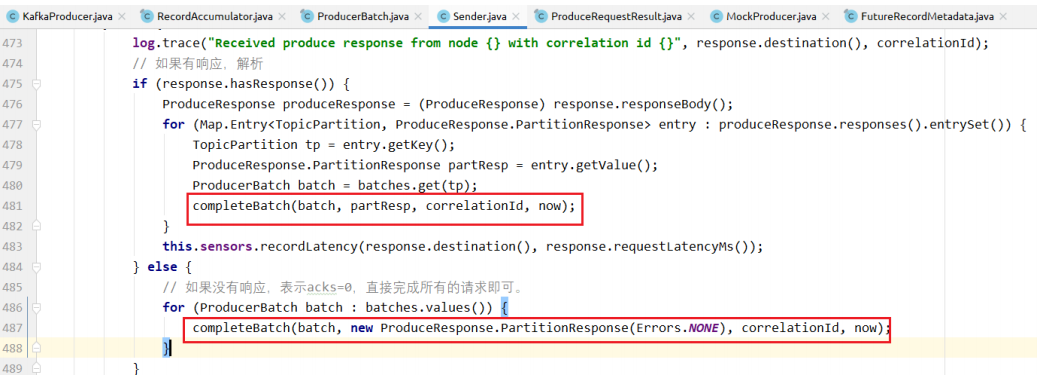 KafkaProducer.java × RecordAccumulator.java × ProducerBatch.java × Sender.java × ProduceRequestResult.java × MockProducer.java × FutureRecordMetadata.java ×
473 log.trace("Received produce response from node {} with correlation id {}", response.destination(), correlationId);
474 // 如果有响应，解析
475 if (response.hasResponse()) {
476 ProduceResponse produceResponse = (ProduceResponse) response.responseBody();
477 for (Map.Entry<TopicPartition, ProduceResponse.PartitionResponse> entry : produceResponse.responses().entrySet()) {
478 TopicPartition tp = entry.getKey();
479 ProduceResponse.PartitionResponse partResp = entry.getValue();
480 ProducerBatch batch = batches.get(tp);
481 completeBatch(batch, partResp, correlationId, now);
482 }
483 this.sensors.recordLatency(response.destination(), response.requestLatencyMs());
484 } else {
485 // 如果没有响应，表示acks=0，直接完成所有的请求即可。
486 for (ProducerBatch batch : batches.values()) {
487 completeBatch(batch, new ProduceResponse.PartitionResponse(Errors.NONE), correlationId, now);
488 }
489 }